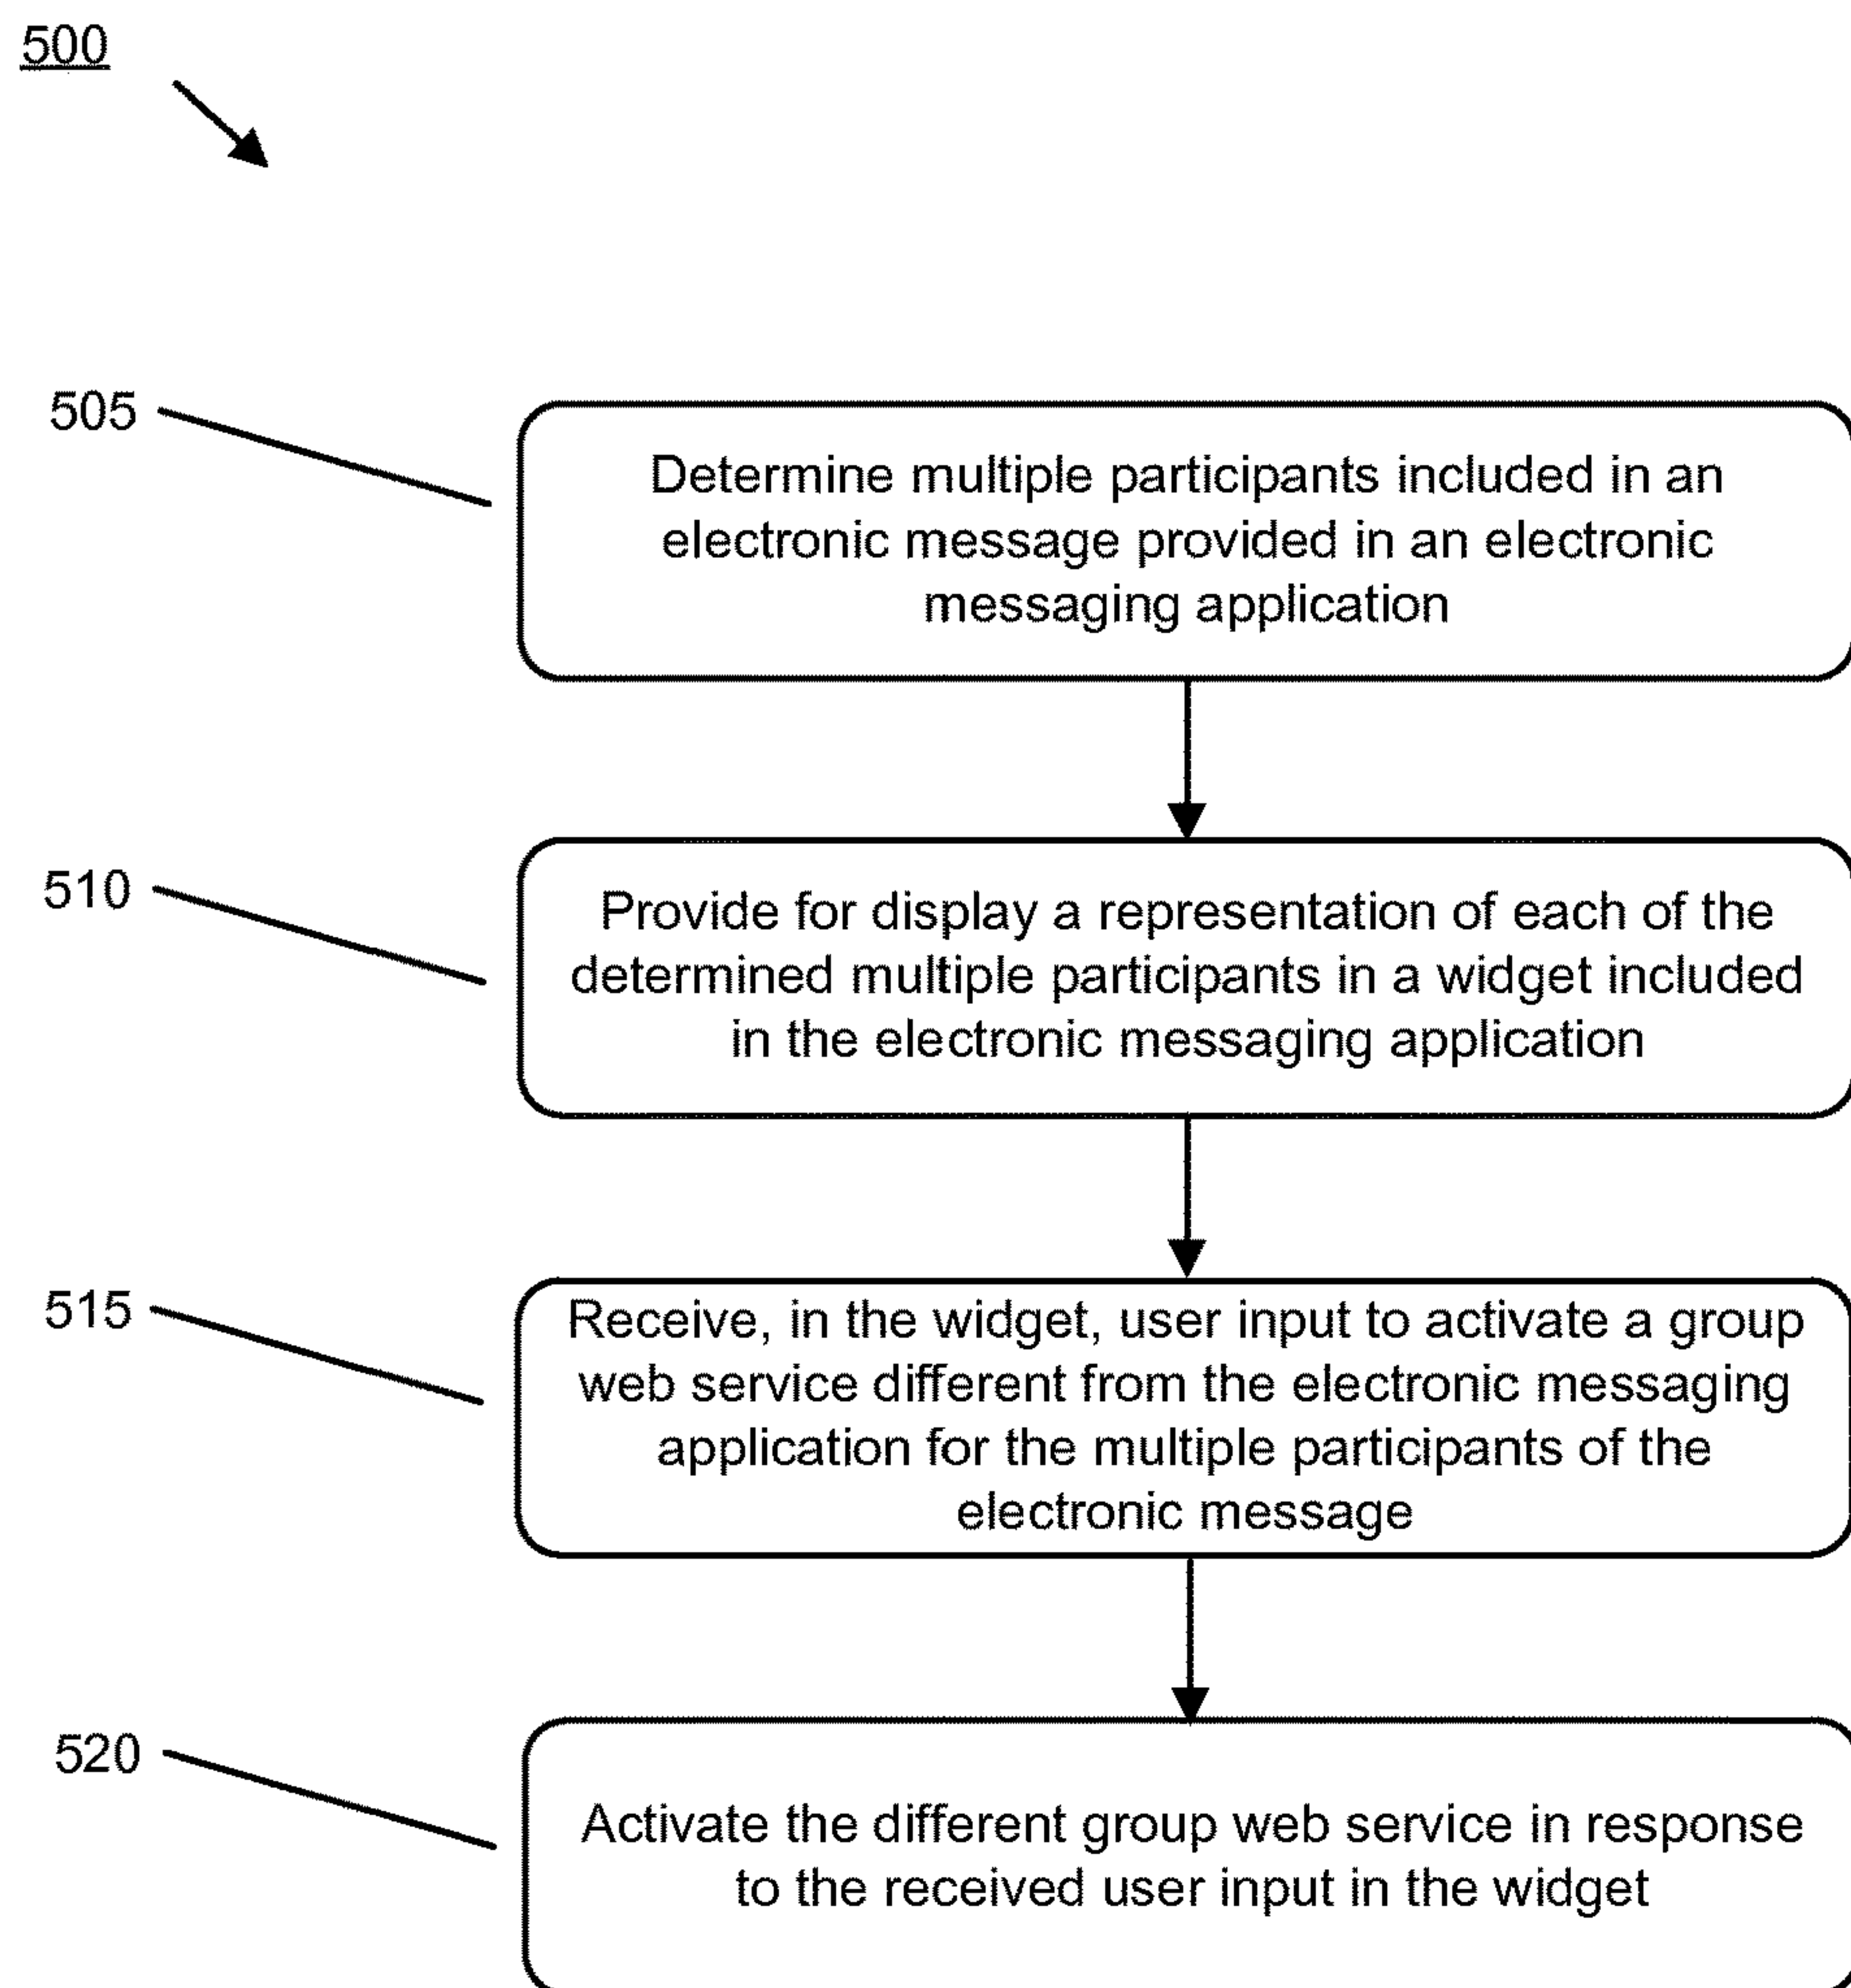 500
505
Determine multiple participants included in an
electronic message provided in an electronic
messaging application
510
Provide for display a representation of each of the
determined multiple participants in a widget included
in the electronic messaging application
515
Receive, in the widget, user input to activate a group
web service different from the electronic messaging
application for the multiple participants of the
electronic message
520
Activate the different group web service in response
to the received user input in the widget